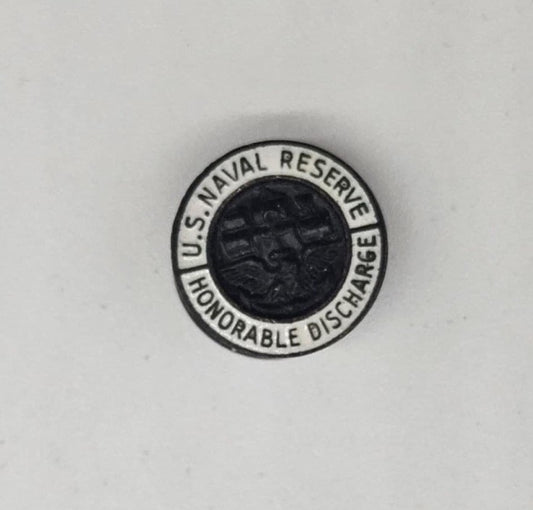 U.S. NAVAL RESERVE
HONORABLE DISCHARGE